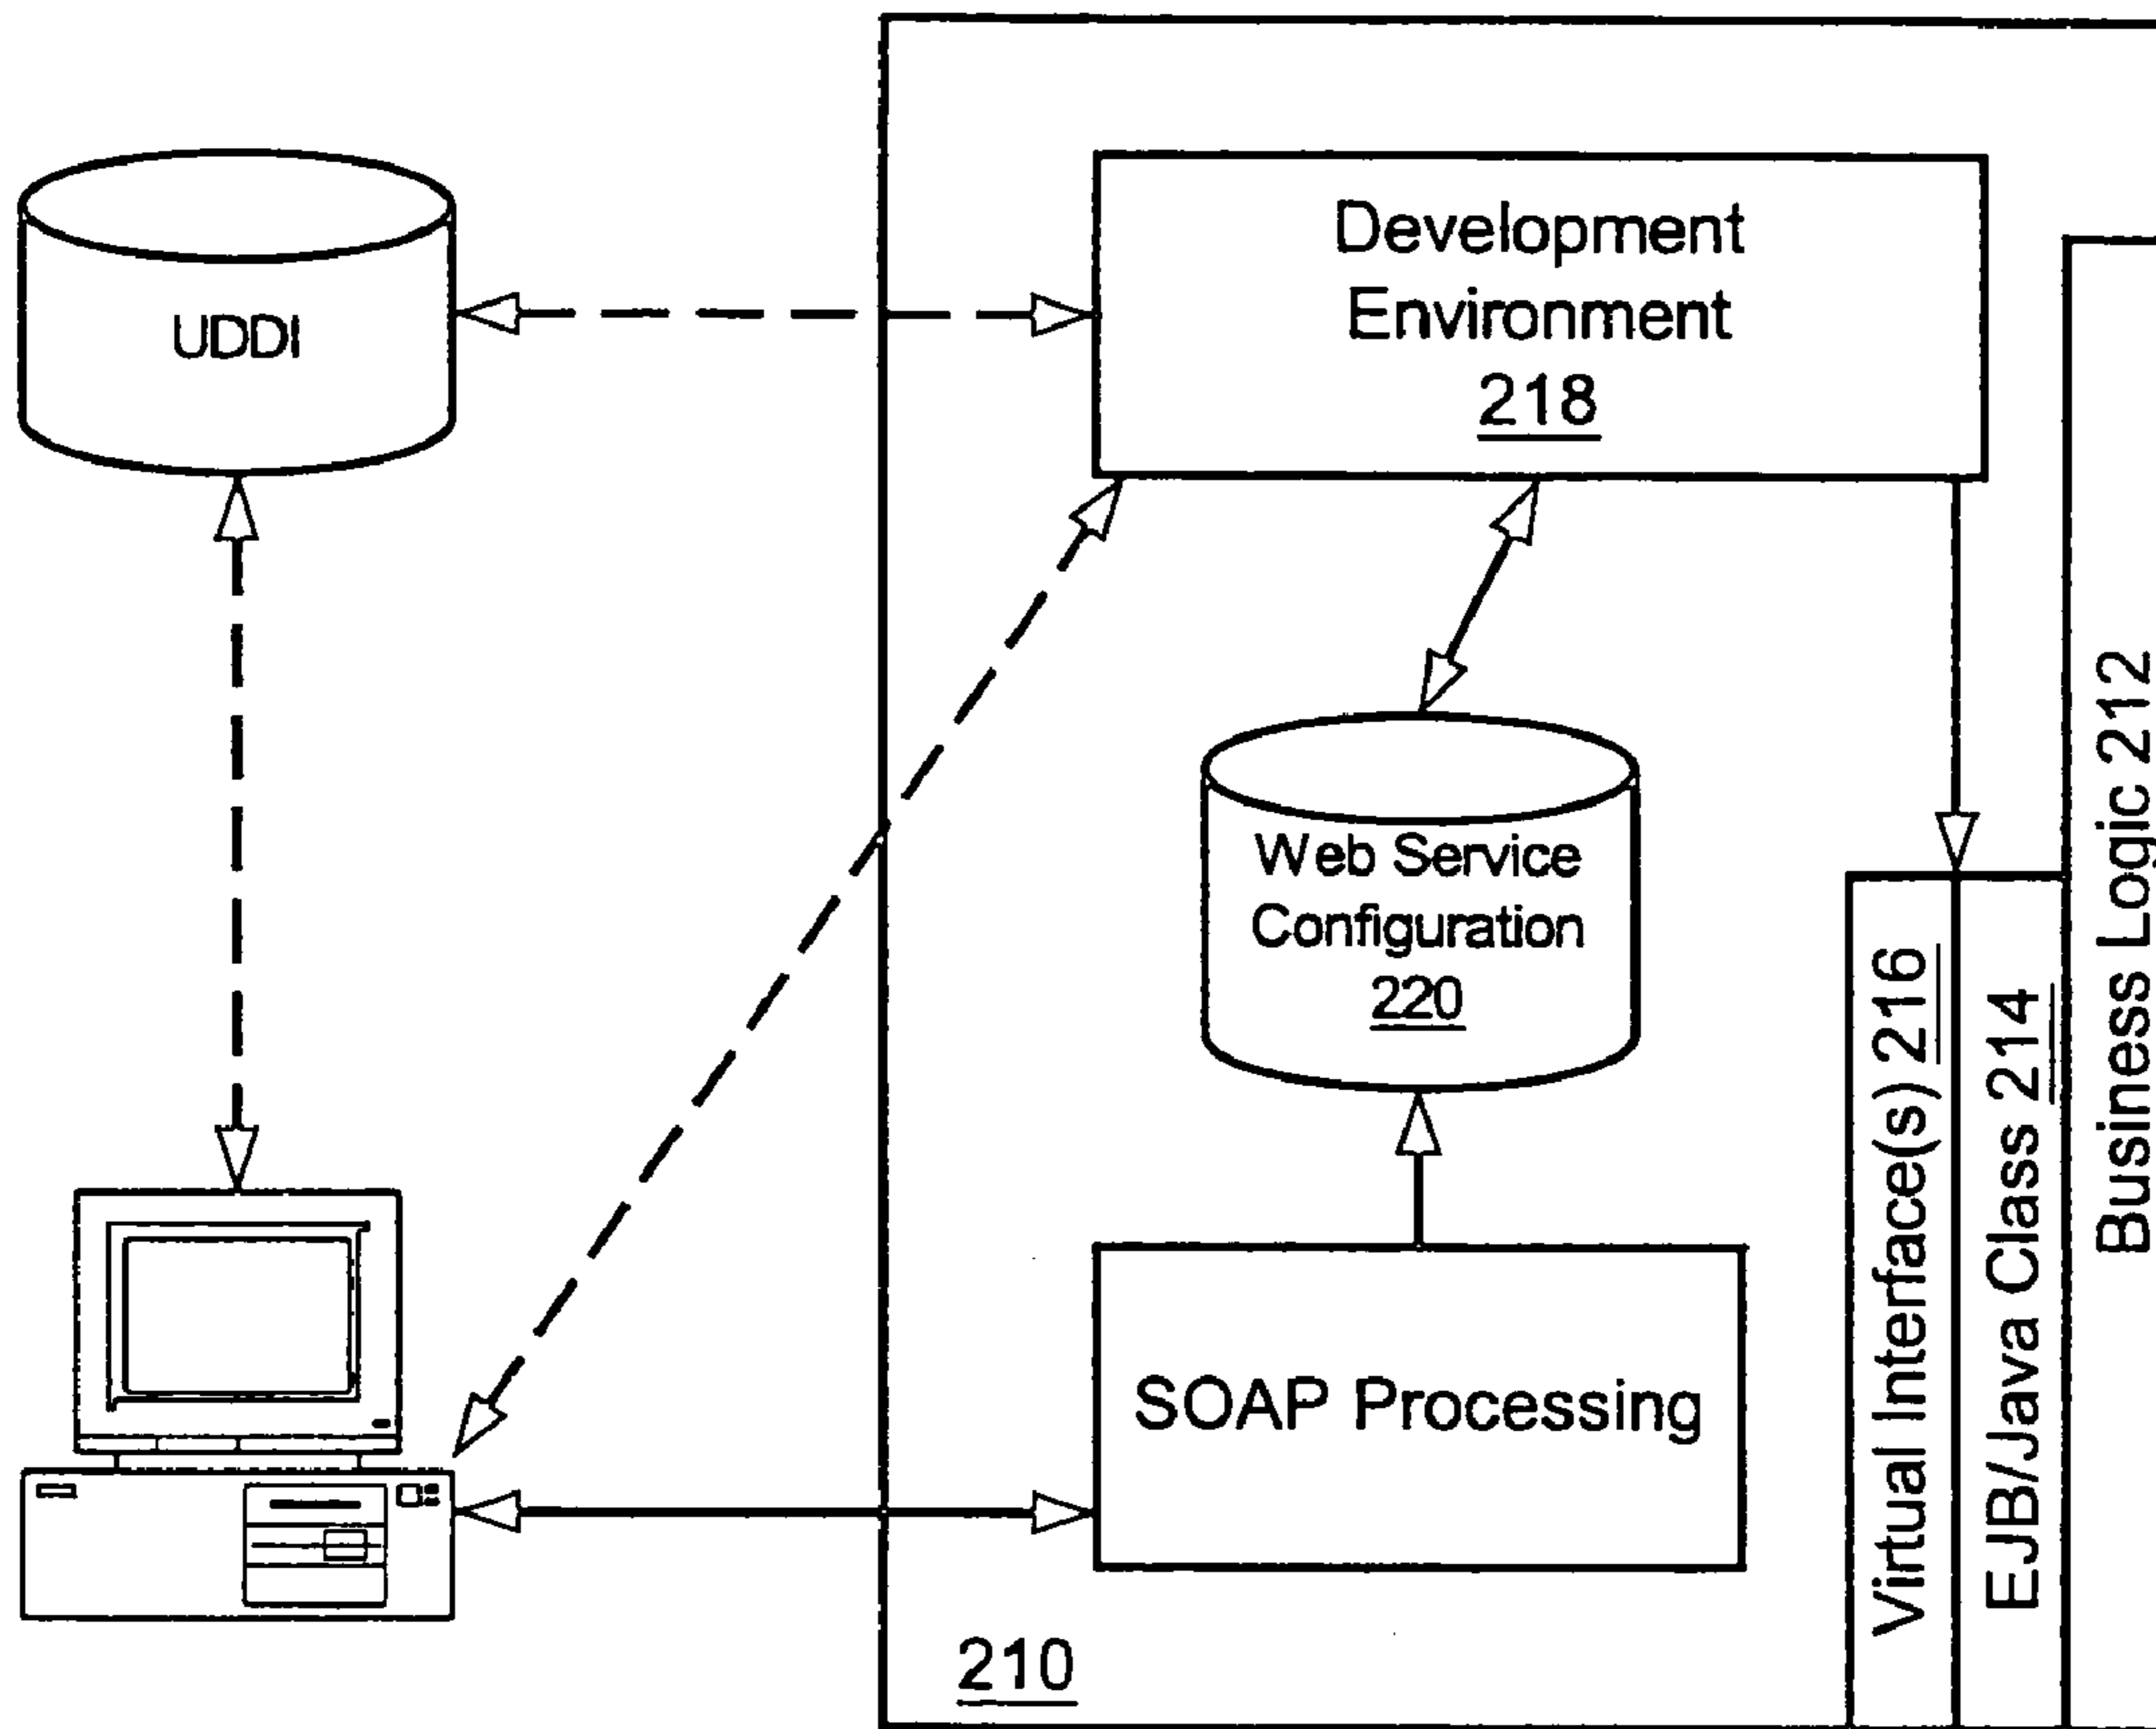 UDDI
Development
Environment
218
Web Service
Configuration
220
SOAP Processing
210
Virtual Interface(s) 216
EJB/Java Class 214
Business Logic 212